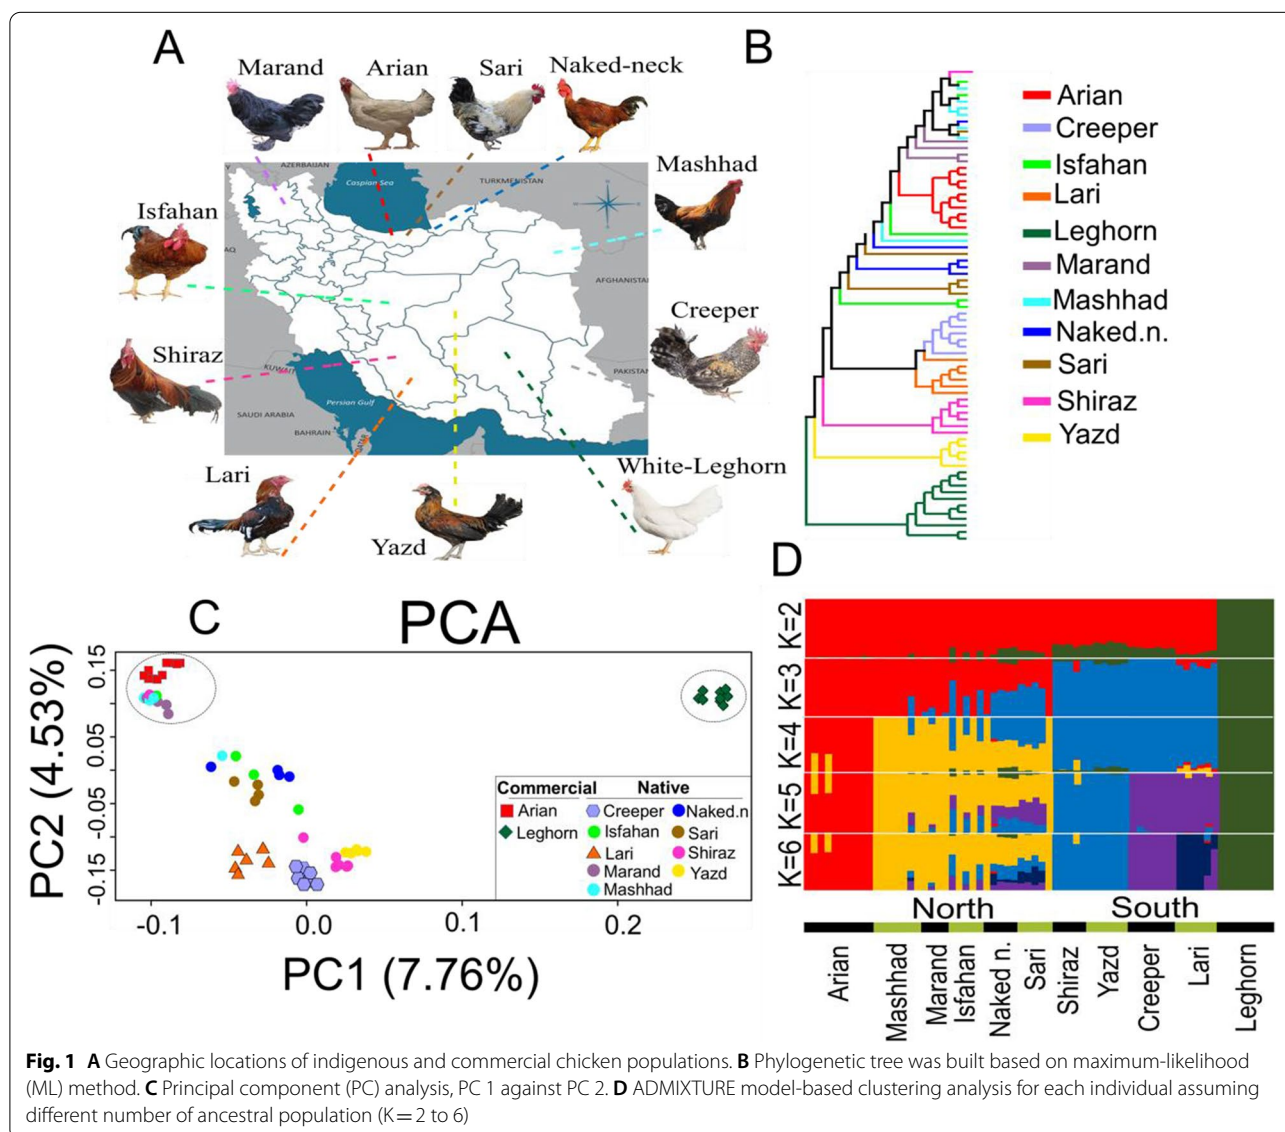 A
Marand
Arian
Sari
Naked-neck
AZERBAIJAN
Caspian Sea
TURKMENISTAN
Mashhad
Isfahan
AFGHANISTAN
Creeper
Shiraz
KUWAIT
PAKISTAN
SAUDI ARABIA
Persian Gulf
BAHRAIN
QATAR
Lari
Yazd
White-Leghorn
B
Arian
Creeper
Isfahan
Lari
Leghorn
Marand
Mashhad
Naked.n.
Sari
Shiraz
Yazd
C
PCA
PC2 (4.53%)
0.15
0.05
-0.05
-0.15
Commercial
Arian
Leghorn
Native
Creeper
Naked.n
Isfahan
Sari
Lari
Shiraz
Marand
Yazd
Mashhad
-0.1
0.0
0.1
0.2
PC1 (7.76%)
D
K=2
K=3
K=4
K=5
K=6
North
South
Arian
Mashhad
Marand
Isfahan
Naked n.
Sari
Shiraz
Yazd
Creeper
Lari
Leghorn
Fig. 1 A Geographic locations of indigenous and commercial chicken populations. B Phylogenetic tree was built based on maximum-likelihood
(ML) method. C Principal component (PC) analysis, PC 1 against PC 2. D ADMIXTURE model-based clustering analysis for each individual assuming
different number of ancestral population (K = 2 to 6)